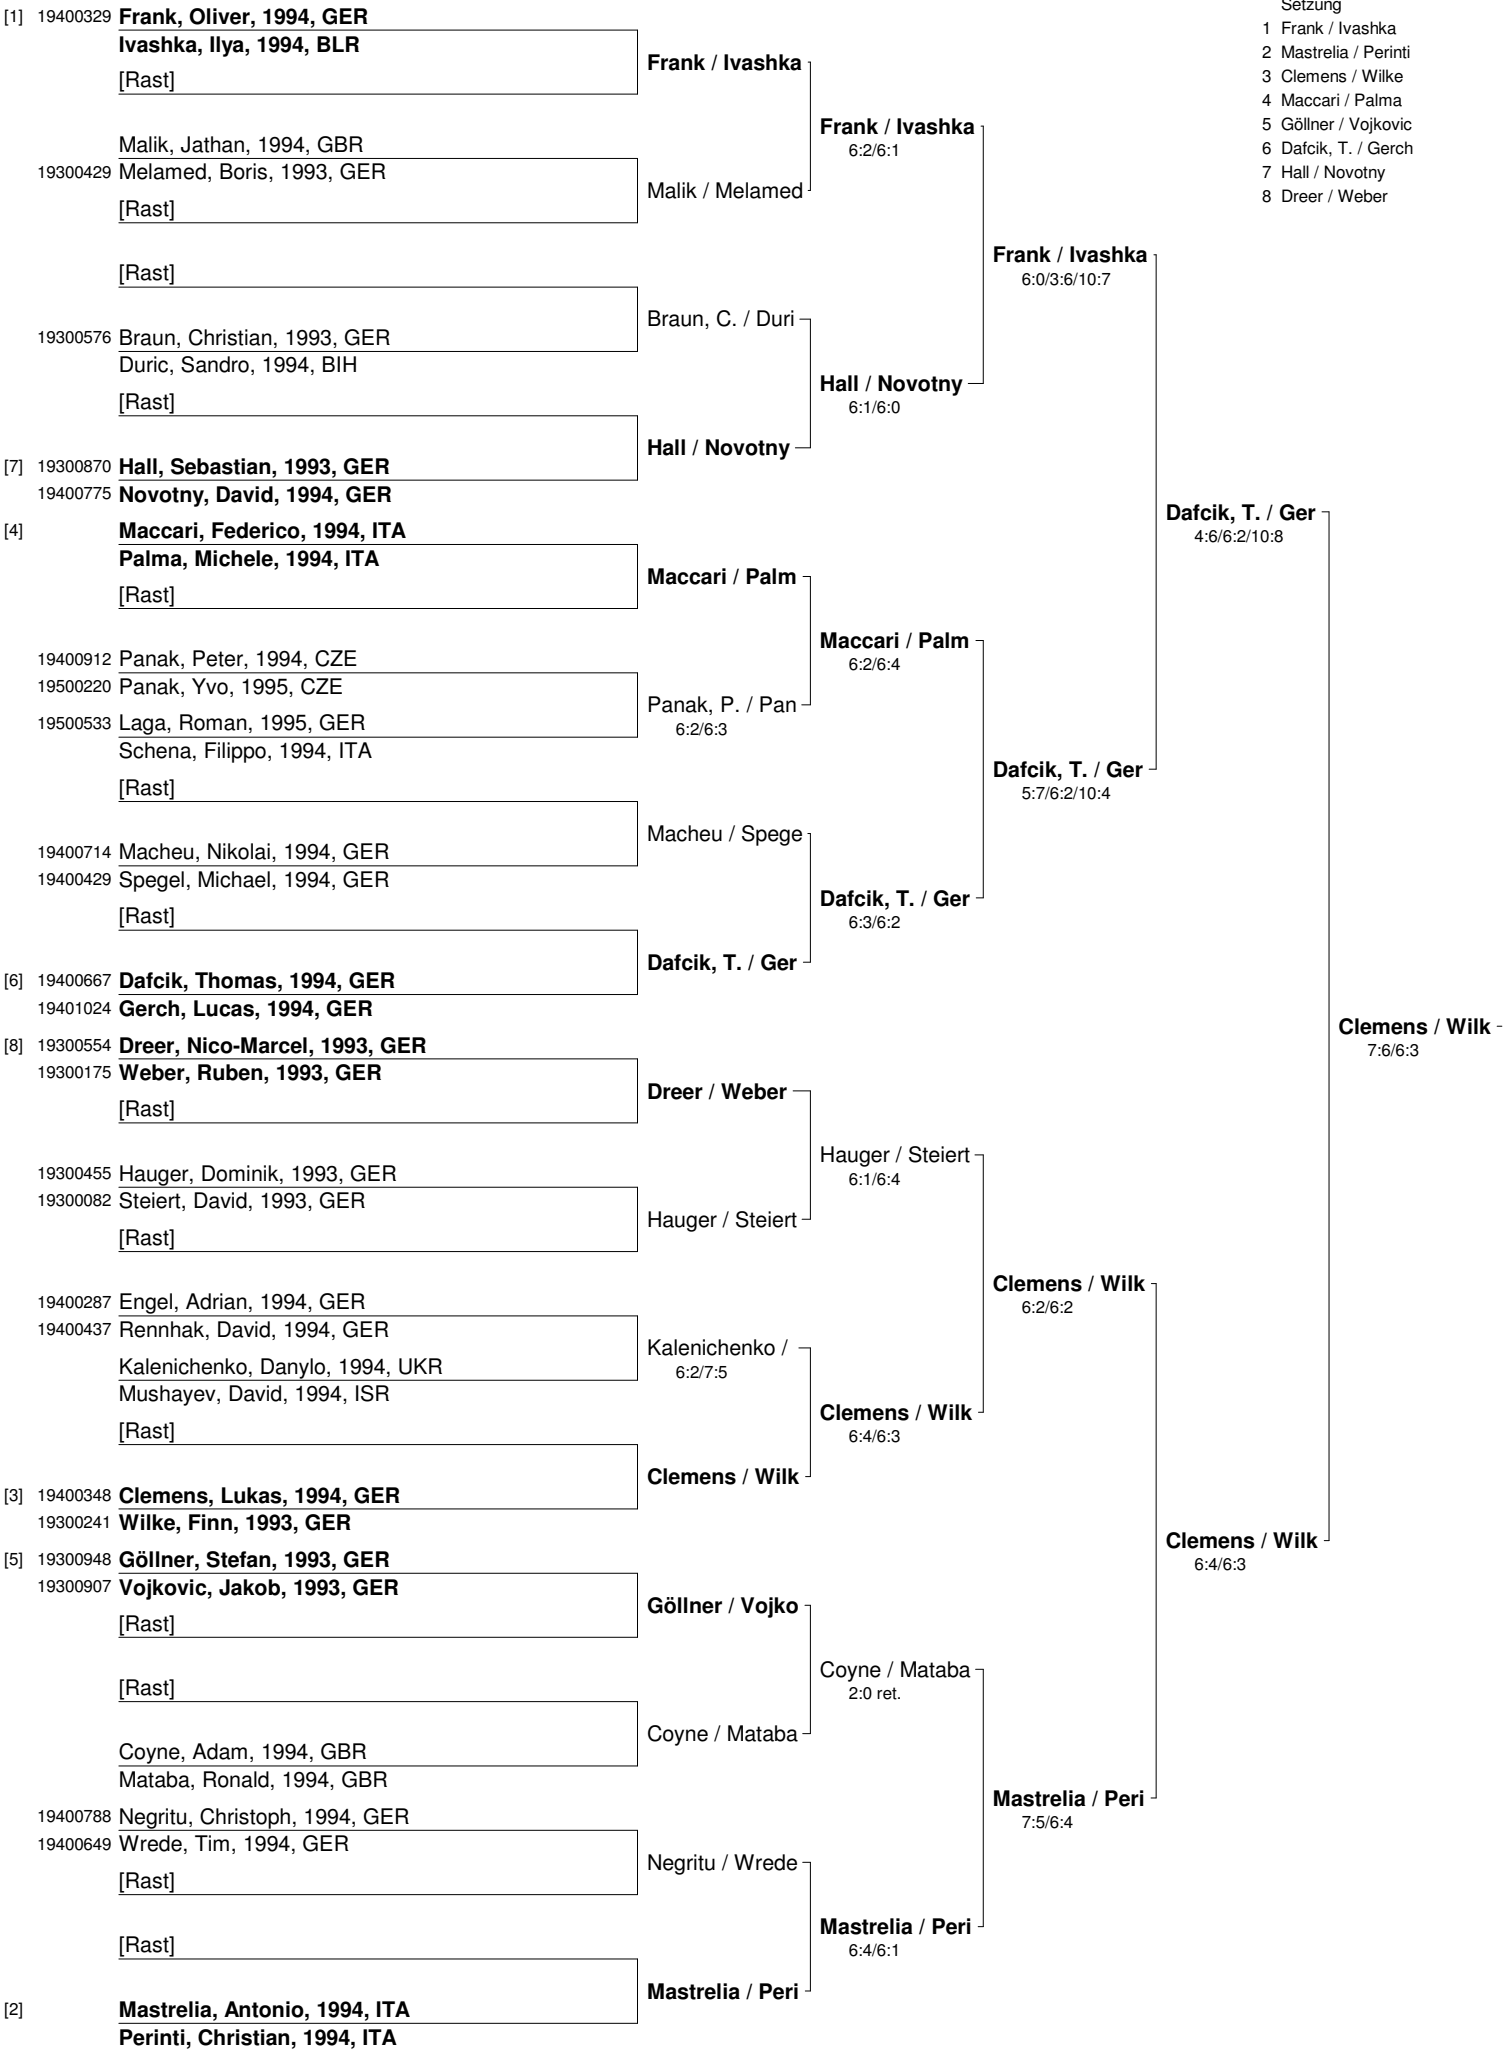 Setzung
1 Frank / Ivashka
2 Mastrelia / Perinti
3 Clemens / Wilke
4 Maccari / Palma
5 Göllner / Vojkovic
6 Dafcik, T. / Gerch
7 Hall / Novotny
8 Dreer / Weber
[1] 19400329 Frank, Oliver, 1994, GER
Ivashka, Ilya, 1994, BLR
Frank / Ivashka
[Rast]
Frank / Ivashka
6:2/6:1
Malik, Jathan, 1994, GBR
19300429 Melamed, Boris, 1993, GER
Malik / Melamed
[Rast]
Frank / Ivashka
6:0/3:6/10:7
[Rast]
Braun, C. / Duri
19300576 Braun, Christian, 1993, GER
Duric, Sandro, 1994, BIH
Hall / Novotny
6:1/6:0
[Rast]
Hall / Novotny
[7] 19300870 Hall, Sebastian, 1993, GER
19400775 Novotny, David, 1994, GER
Dafcik, T. / Ger
4:6/6:2/10:8
[4] Maccari, Federico, 1994, ITA
Palma, Michele, 1994, ITA
Maccari / Palm
[Rast]
Maccari / Palm
6:2/6:4
19400912 Panak, Peter, 1994, CZE
19500220 Panak, Yvo, 1995, CZE
Panak, P. / Pan
6:2/6:3
19500533 Laga, Roman, 1995, GER
Schena, Filippo, 1994, ITA
Dafcik, T. / Ger
5:7/6:2/10:4
[Rast]
Macheu / Spege
19400714 Macheu, Nikolai, 1994, GER
19400429 Spegel, Michael, 1994, GER
Dafcik, T. / Ger
6:3/6:2
[Rast]
Dafcik, T. / Ger
[6] 19400667 Dafcik, Thomas, 1994, GER
19401024 Gerch, Lucas, 1994, GER
Clemens / Wilk
7:6/6:3
[8] 19300554 Dreer, Nico-Marcel, 1993, GER
19300175 Weber, Ruben, 1993, GER
Dreer / Weber
[Rast]
Hauger / Steiert
6:1/6:4
19300455 Hauger, Dominik, 1993, GER
19300082 Steiert, David, 1993, GER
Hauger / Steiert
[Rast]
Clemens / Wilk
6:2/6:2
19400287 Engel, Adrian, 1994, GER
19400437 Rennhak, David, 1994, GER
Kalenichenko /
6:2/7:5
Kalenichenko, Danylo, 1994, UKR
Mushayev, David, 1994, ISR
Clemens / Wilk
6:4/6:3
[Rast]
Clemens / Wilk
[3] 19400348 Clemens, Lukas, 1994, GER
19300241 Wilke, Finn, 1993, GER
Clemens / Wilk
6:4/6:3
[5] 19300948 Göllner, Stefan, 1993, GER
19300907 Vojkovic, Jakob, 1993, GER
Göllner / Vojko
[Rast]
Coyne / Mataba
2:0 ret.
[Rast]
Coyne / Mataba
Coyne, Adam, 1994, GBR
Mataba, Ronald, 1994, GBR
Mastrelia / Peri
7:5/6:4
19400788 Negritu, Christoph, 1994, GER
19400649 Wrede, Tim, 1994, GER
Negritu / Wrede
[Rast]
Mastrelia / Peri
6:4/6:1
[Rast]
Mastrelia / Peri
[2] Mastrelia, Antonio, 1994, ITA
Perinti, Christian, 1994, ITA